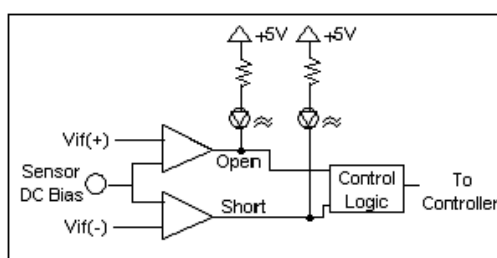 +5V
+5V
Vif(+)
Open
Sensor
DC Bias
Control
Logic
To
Controller
Short
Vif(-)